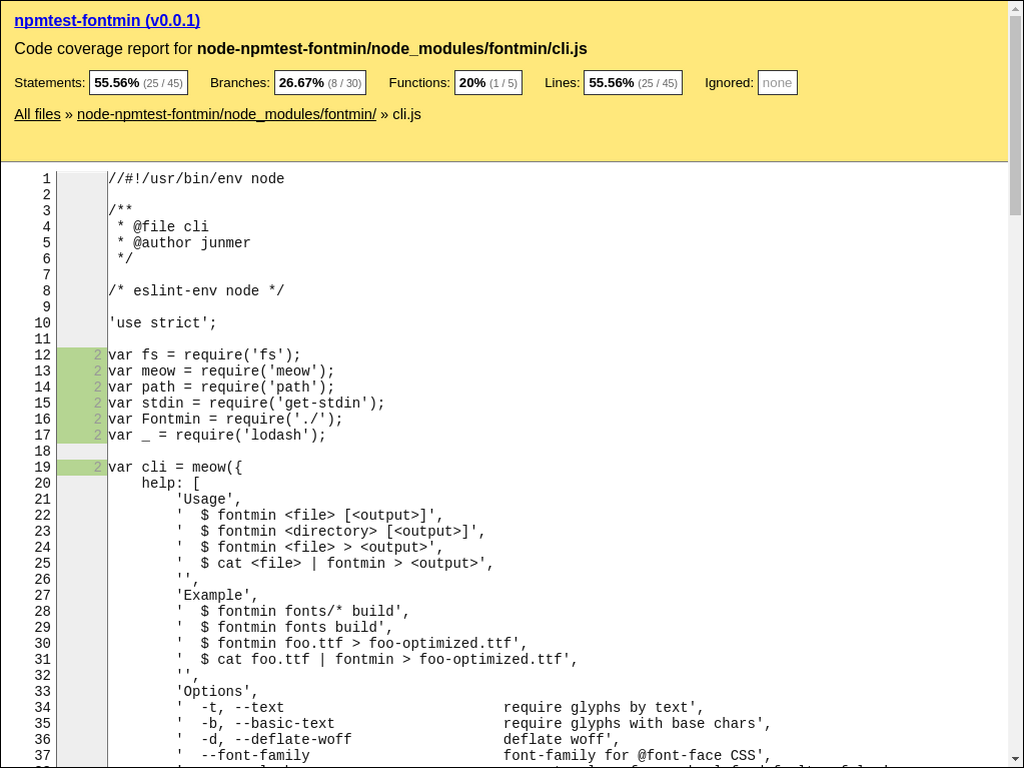 npmtest-fontmin (v0.0.1)
Code coverage report for node-npmtest-fontmin/node_modules/fontmin/cli.js
Statements: 55.56% (25 / 45) Branches: 26.67% (8 / 30) Functions: 20% (1 / 5) Lines: 55.56% (25 / 45) Ignored: none
All files » node-npmtest-fontmin/node_modules/fontmin/ » cli.js
1 //#!/usr/bin/env node
2
3 /**
4  * @file cli
5  * @author junmer
6  */
7
8 /* eslint-env node */
9
10 'use strict';
11
12 2 var fs = require('fs');
13 2 var meow = require('meow');
14 2 var path = require('path');
15 2 var stdin = require('get-stdin');
16 2 var Fontmin = require('./');
17 2 var _ = require('lodash');
18
19 2 var cli = meow({
20     help: [
21         'Usage',
22         '  $ fontmin <file> [<output>]',
23         '  $ fontmin <directory> [<output>]',
24         '  $ fontmin <file> > <output>',
25         '  $ cat <file> | fontmin > <output>',
26         '',
27         'Example',
28         '  $ fontmin fonts/* build',
29         '  $ fontmin fonts build',
30         '  $ fontmin foo.ttf > foo-optimized.ttf',
31         '  $ cat foo.ttf | fontmin > foo-optimized.ttf',
32         '',
33         'Options',
34         '  -t, --text                          require glyphs by text',
35         '  -b, --basic-text                    require glyphs with base chars',
36         '  -d, --deflate-woff                  deflate woff',
37         '  --font-family                       font-family for @font-face CSS',